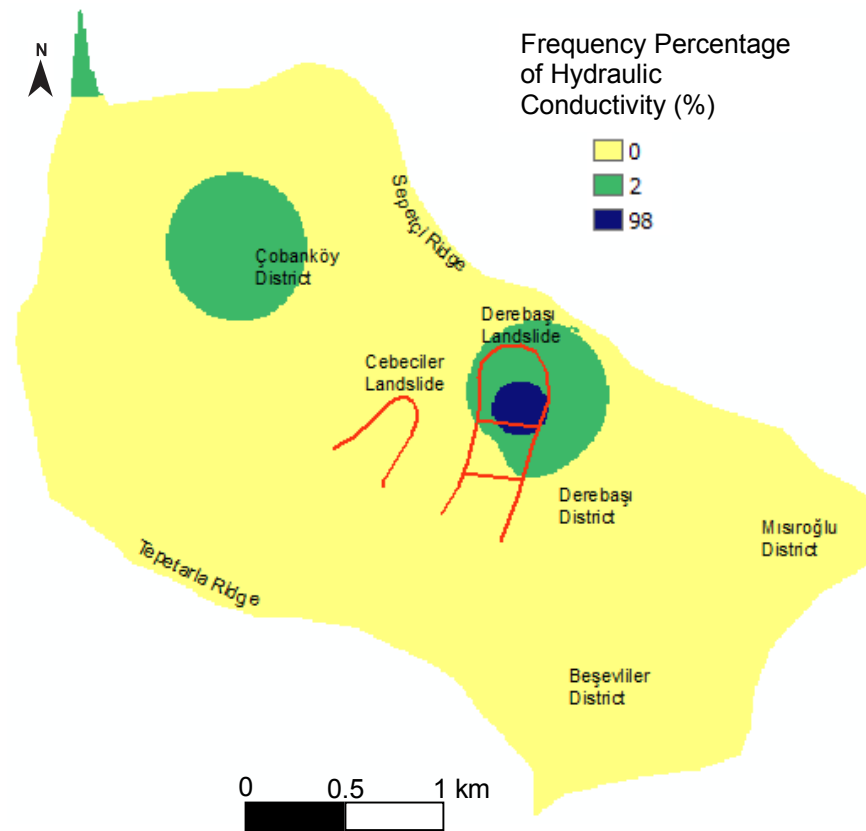 N
Frequency Percentage
of Hydraulic
Conductivity (%)
0
2
98
Sepetçi Ridge
Çobanköy
District
Derebaşı
Landslide
Cebeciler
Landslide
Derebaşı
District
Mısıroğlu
District
Tepetarla Ridge
Beşevliler
District
0 0.5 1 km